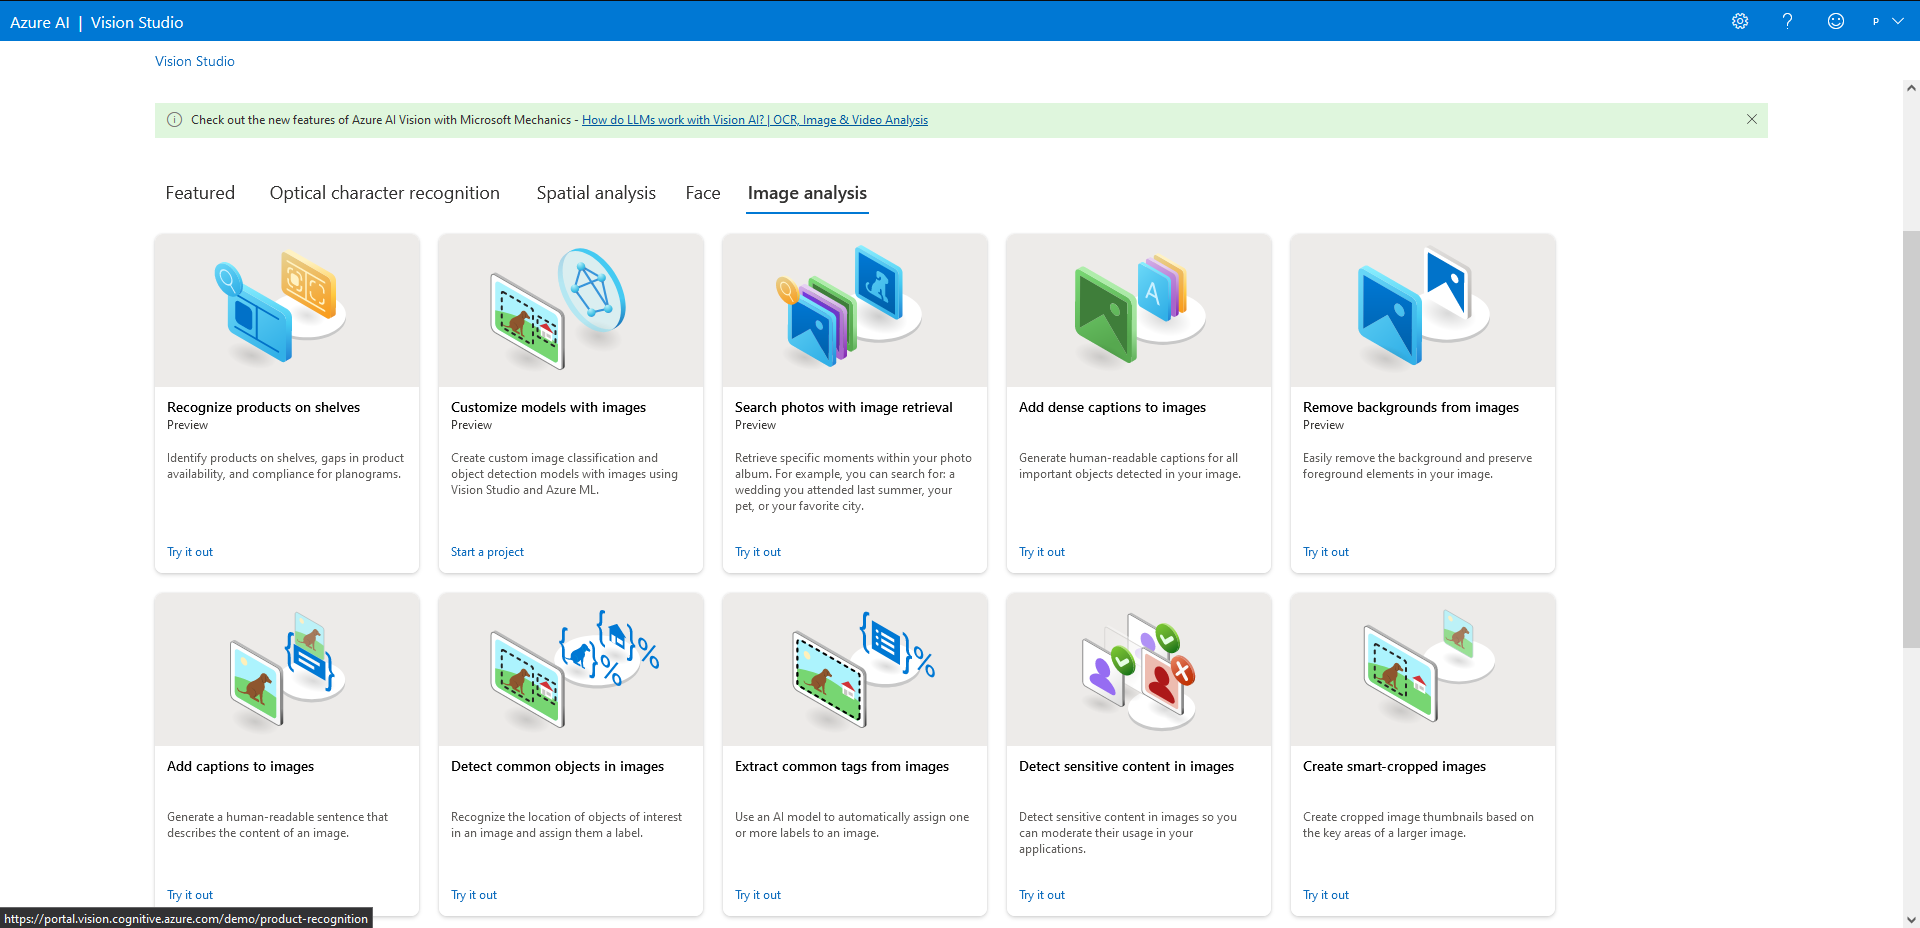 Azure AI | Vision Studio
P
Vision Studio
Check out the new features of Azure AI Vision with Microsoft Mechanics - How do LLMs work with Vision AI? | OCR, Image & Video Analysis
Featured
Optical character recognition
Spatial analysis
Face
Image analysis
Recognize products on shelves
Preview
Identify products on shelves, gaps in product
availability, and compliance for planograms.
Try it out
Customize models with images
Preview
Create custom image classification and
object detection models with images using
Vision Studio and Azure ML.
Start a project
A
Search photos with image retrieval
Preview
Retrieve specific moments within your photo
album. For example, you can search for: a
wedding you attended last summer, your
pet, or your favorite city.
Try it out
Add dense captions to images
Preview
Generate human-readable captions for all
important objects detected in your image.
Try it out
Remove backgrounds from images
Preview
Easily remove the background and preserve
foreground elements in your image.
Try it out
Add captions to images
Generate a human-readable sentence that
describes the content of an image.
Try it out
Detect common objects in images
Recognize the location of objects of interest
in an image and assign them a label.
Try it out
Extract common tags from images
Use an AI model to automatically assign one
or more labels to an image.
Try it out
Detect sensitive content in images
Detect sensitive content in images so you
can moderate their usage in your
applications.
Try it out
Create smart-cropped images
Create cropped image thumbnails based on
the key areas of a larger image.
Try it out
https://portal.vision.cognitive.azure.com/demo/product-recognition